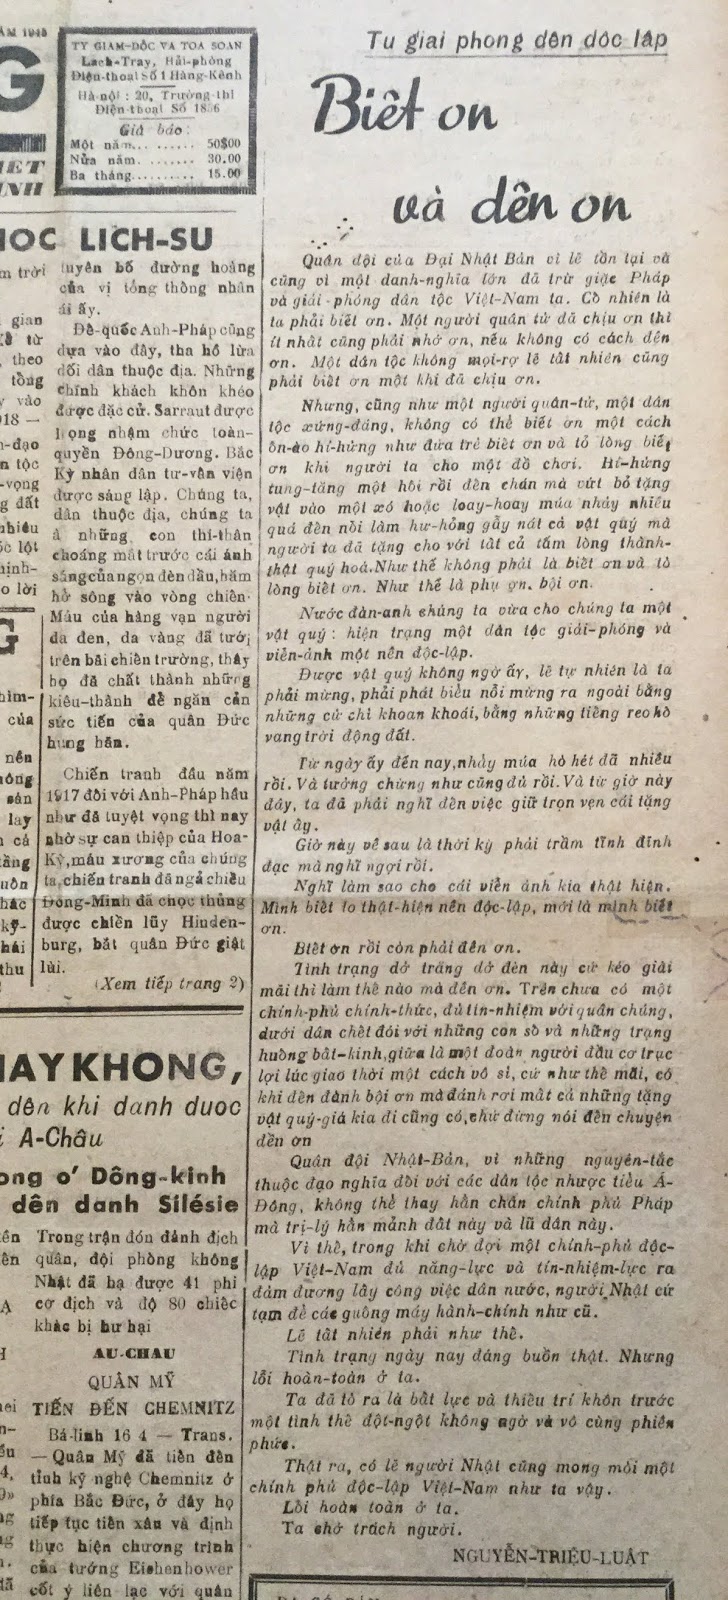 ĂM 1945
G
IỆT
INH
TY GIAM-DÔC VA TOA SOAN
Lach-Tray, Hải-phòng
Điện-thoại Số 1 Hàng-Kênh
Hà-nội : 20, Trường-thi
Điện-thoại Số 1886
Giá báo:
Một năm... ...... 50$00
Nửa năm......... 30.00
Ba tháng.......... 15.00
HOC LICH-SU
tuyên bố đường hoàng
của vị tổng thông nhân
ái ấy.
Đê-quốc Anh-Pháp cũng
dựa vào đây, tha hồ lừa
dối dân thuộc địa. Những
chính khách khôn khéo
được đặc cử. Sarraut được
trọng nhậm chức toàn-
quyền Đông-Dương. Bắc
Kỳ nhân dân tư-vấn viện
được sáng lập. Chúng ta,
dân thuộc địa, chúng ta
à những con thi-thân
choáng mắt trước cái ánh
sáng của ngọn đèn dầu, hăm
hở sông vào vòng chiến.
Máu của hàng vạn người
da đen, da vàng đã tưới
trên bãi chiến trường, thây
họ đã chất thành những
kiêu-thành để ngăn cản
sức tiến của quân Đức
hung hãn.
Chiến tranh đầu năm
1917 đối với Anh-Pháp hầu
như đã tuyệt vọng thì nay
nhờ sự can thiệp của Hoa-
Kỳ, máu xương của chúng
ta, chiến tranh đã ngả chiều
Đồng-Minh đã chọc thủng
được chiến lũy Hinden-
burg, bắt quân Đức giật
lùi.
(Xem tiếp trang 2)
HAY KHONG,
dên khi danh duoc
i A-Châu
ong o' Dông-kinh
dên danh Silésie
Trong trận đón đánh địch
quân, đội phòng không
Nhật đã hạ được 41 phi
cơ địch và độ 80 chiếc
khác bị hư hại
AU-CHAU
QUÂN MỸ
TIẾN ĐẾN CHEMNITZ
Bá-linh 16 4 — Trans.
— Quân Mỹ đã tiến đến
tỉnh kỹ nghệ Chemnitz ở
phía Bắc Đức, ở đây họ
tiếp tục tiến xâu và định
thực hiện chương trình
của tướng Eisenhower
cốt ý liên lạc với quân
Tu giai phong dên dôc lâp
Biêt on
và dên on
Quân đội của Đại Nhật Bản vì lẽ tồn tại và
cũng vì một danh-nghĩa lớn đã trừ giặc Pháp
và giải-phóng dân tộc Việt-Nam ta. Cố nhiên là
ta phải biết ơn. Một người quân tử đã chịu ơn thì
ít nhất cũng phải nhớ ơn, nếu không có cách đền
ơn. Một dân tộc không mọi-rợ lẽ tất nhiên cũng
phải biết ơn một khi đã chịu ơn.
Nhưng, cũng như một người quân-tử, một dân
tộc xứng-đáng, không có thể biết ơn một cách
ồn-ào hí-hửng như đứa trẻ biết ơn và tỏ lòng biết
ơn khi người ta cho một đồ chơi. Hí-hửng
tung-tăng một hồi rồi đến chán mà vứt bỏ tặng
vật vào một xó hoặc loay-hoay múa nhảy nhiều
quá đến nỗi làm hư-hỏng gẫy nát cả vật quý mà
người ta đã tặng cho với tất cả tấm lòng thành-
thật quý hoá. Như thế không phải là biết ơn và tỏ
lòng biết ơn. Như thế là phụ ơn, bội ơn.
Nước đàn-anh chúng ta vừa cho chúng ta một
vật quý : hiện trạng một dân tộc giải-phóng và
viễn-ảnh một nền độc-lập.
Được vật quý không ngờ ấy, lẽ tự nhiên là ta
phải mừng, phải phát biểu nỗi mừng ra ngoài bằng
những cử chỉ khoan khoái, bằng những tiếng reo hò
vang trời động đất.
Từ ngày ấy đến nay, nhảy múa hò hét đã nhiều
rồi. Và tưởng chừng như cũng đủ rồi. Và từ giờ này
đây, ta đã phải nghĩ đến việc giữ trọn vẹn cái tặng
vật ấy.
Giờ này về sau là thời kỳ phải trầm tĩnh đĩnh
đạc mà nghĩ ngợi rồi.
Nghĩ làm sao cho cái viễn ảnh kia thật hiện.
Mình biết lo thật-hiện nền độc-lập, mới là mình biết
ơn.
Biết ơn rồi còn phải đền ơn.
Tình trạng dở trăng dở đèn này cứ kéo giài
mãi thì làm thế nào mà đền ơn. Trên chưa có một
chính-phủ chính-thức, đủ tín-nhiệm với quần chúng,
dưới dân chết đói với những con số và những trạng
huống bất-kinh, giữa là một đoàn người đầu cơ trục
lợi lúc giao thời một cách vô sỉ, cứ như thế mãi, có
khi đến đành bội ơn mà đánh rơi mất cả những tặng
vật quý-giá kia đi cũng có, chứ đừng nói đến chuyện
đền ơn
Quân đội Nhật-Bản, vì những nguyên-tắc
thuộc đạo nghĩa đối với các dân tộc nhược tiểu Á-
Đông, không thể thay hẳn chân chính phủ Pháp
mà trị-lý hẳn mảnh đất này và lũ dân này.
Vì thế, trong khi chờ đợi một chính-phủ độc-
lập Việt-Nam đủ năng-lực và tín-nhiệm-lực ra
đảm đương lấy công việc dân nước, người Nhật cứ
tạm để các guồng máy hành-chính như cũ.
Lẽ tất nhiên phải như thế.
Tình trạng ngày nay đáng buồn thật. Nhưng
lỗi hoàn-toàn ở ta.
Ta đã tỏ ra là bất lực và thiếu trí khôn trước
một tình thế đột-ngột không ngờ và vô cùng phiền
phức.
Thật ra, có lẽ người Nhật cũng mong mỏi một
chính phủ độc-lập Việt-Nam như ta vậy.
Lỗi hoàn toàn ở ta.
Ta chớ trách người.
NGUYỄN-TRIỆU-LUẬT